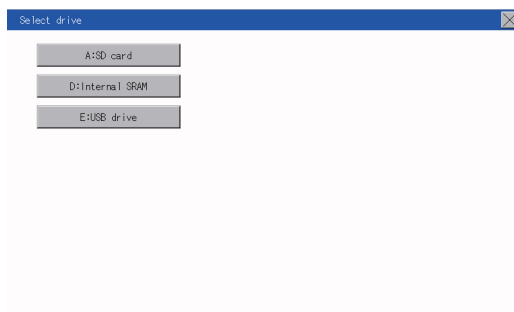 Select drive
A:SD card
D:Internal SRAM
E:USB drive